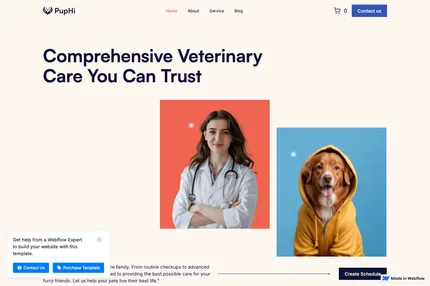 PupHi
Home About Service Blog
0
Contact us
Comprehensive Veterinary
Care You Can Trust
Get help from a Webflow Expert
to build your website with this
template.
Contact Us
Purchase Template
re family. From routine checkups to advanced
ed to providing the best possible care for your
furry friends. Let us help your pets live their best life."
Create Schedule
Made in Webflow